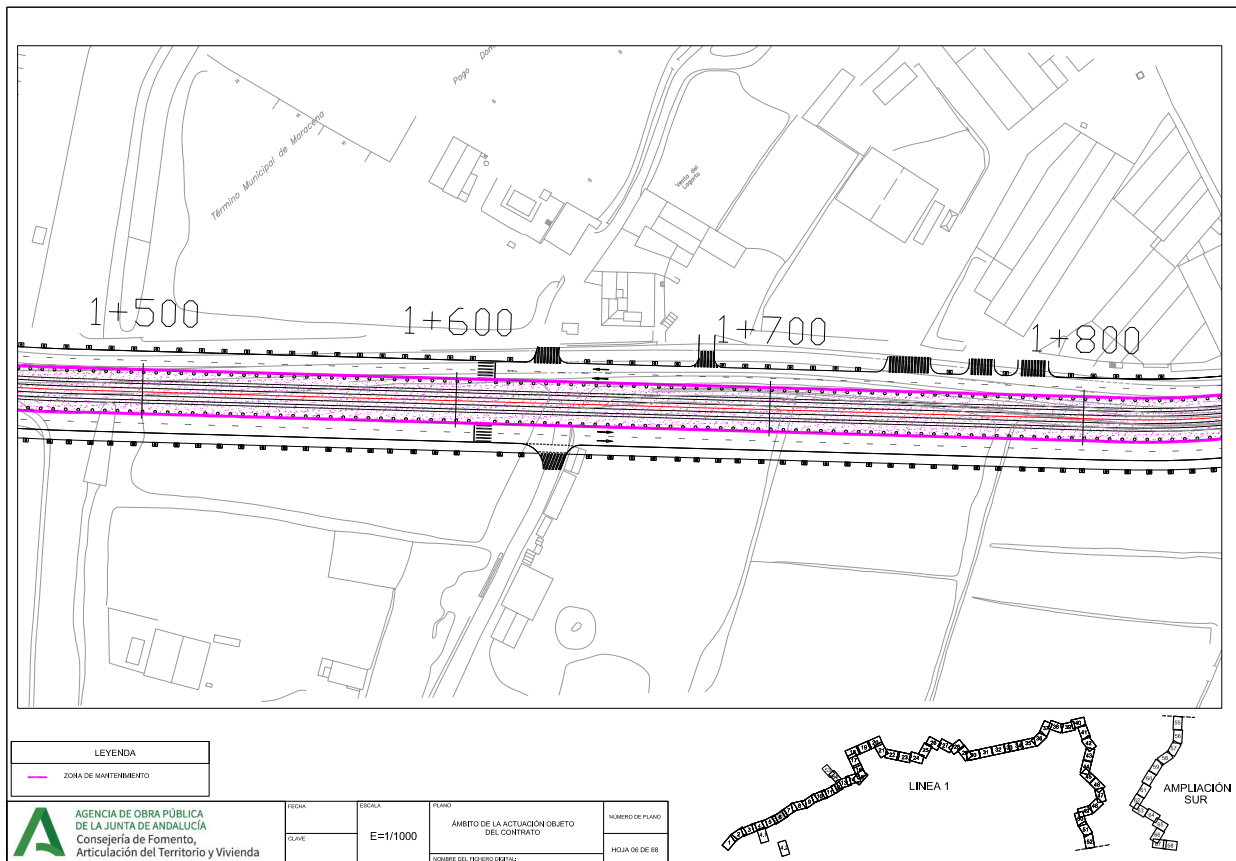 Pago
Término Municipal de Maracena
Venta del
Lagarto
1+500
1+600
1+700
1+800
LEYENDA
ZONA DE MANTENIMIENTO
LINEA 1
AMPLIACIÓN
SUR
AGENCIA DE OBRA PÚBLICA
DE LA JUNTA DE ANDALUCÍA
Consejería de Fomento,
Articulación del Territorio y Vivienda
FECHA
CLAVE
ESCALA
E=1/1000
PLANO
ÁMBITO DE LA ACTUACIÓN OBJETO
DEL CONTRATO
NOMBRE DEL FICHERO DIGITAL:
NÚMERO DE PLANO
HOJA 06 DE 68